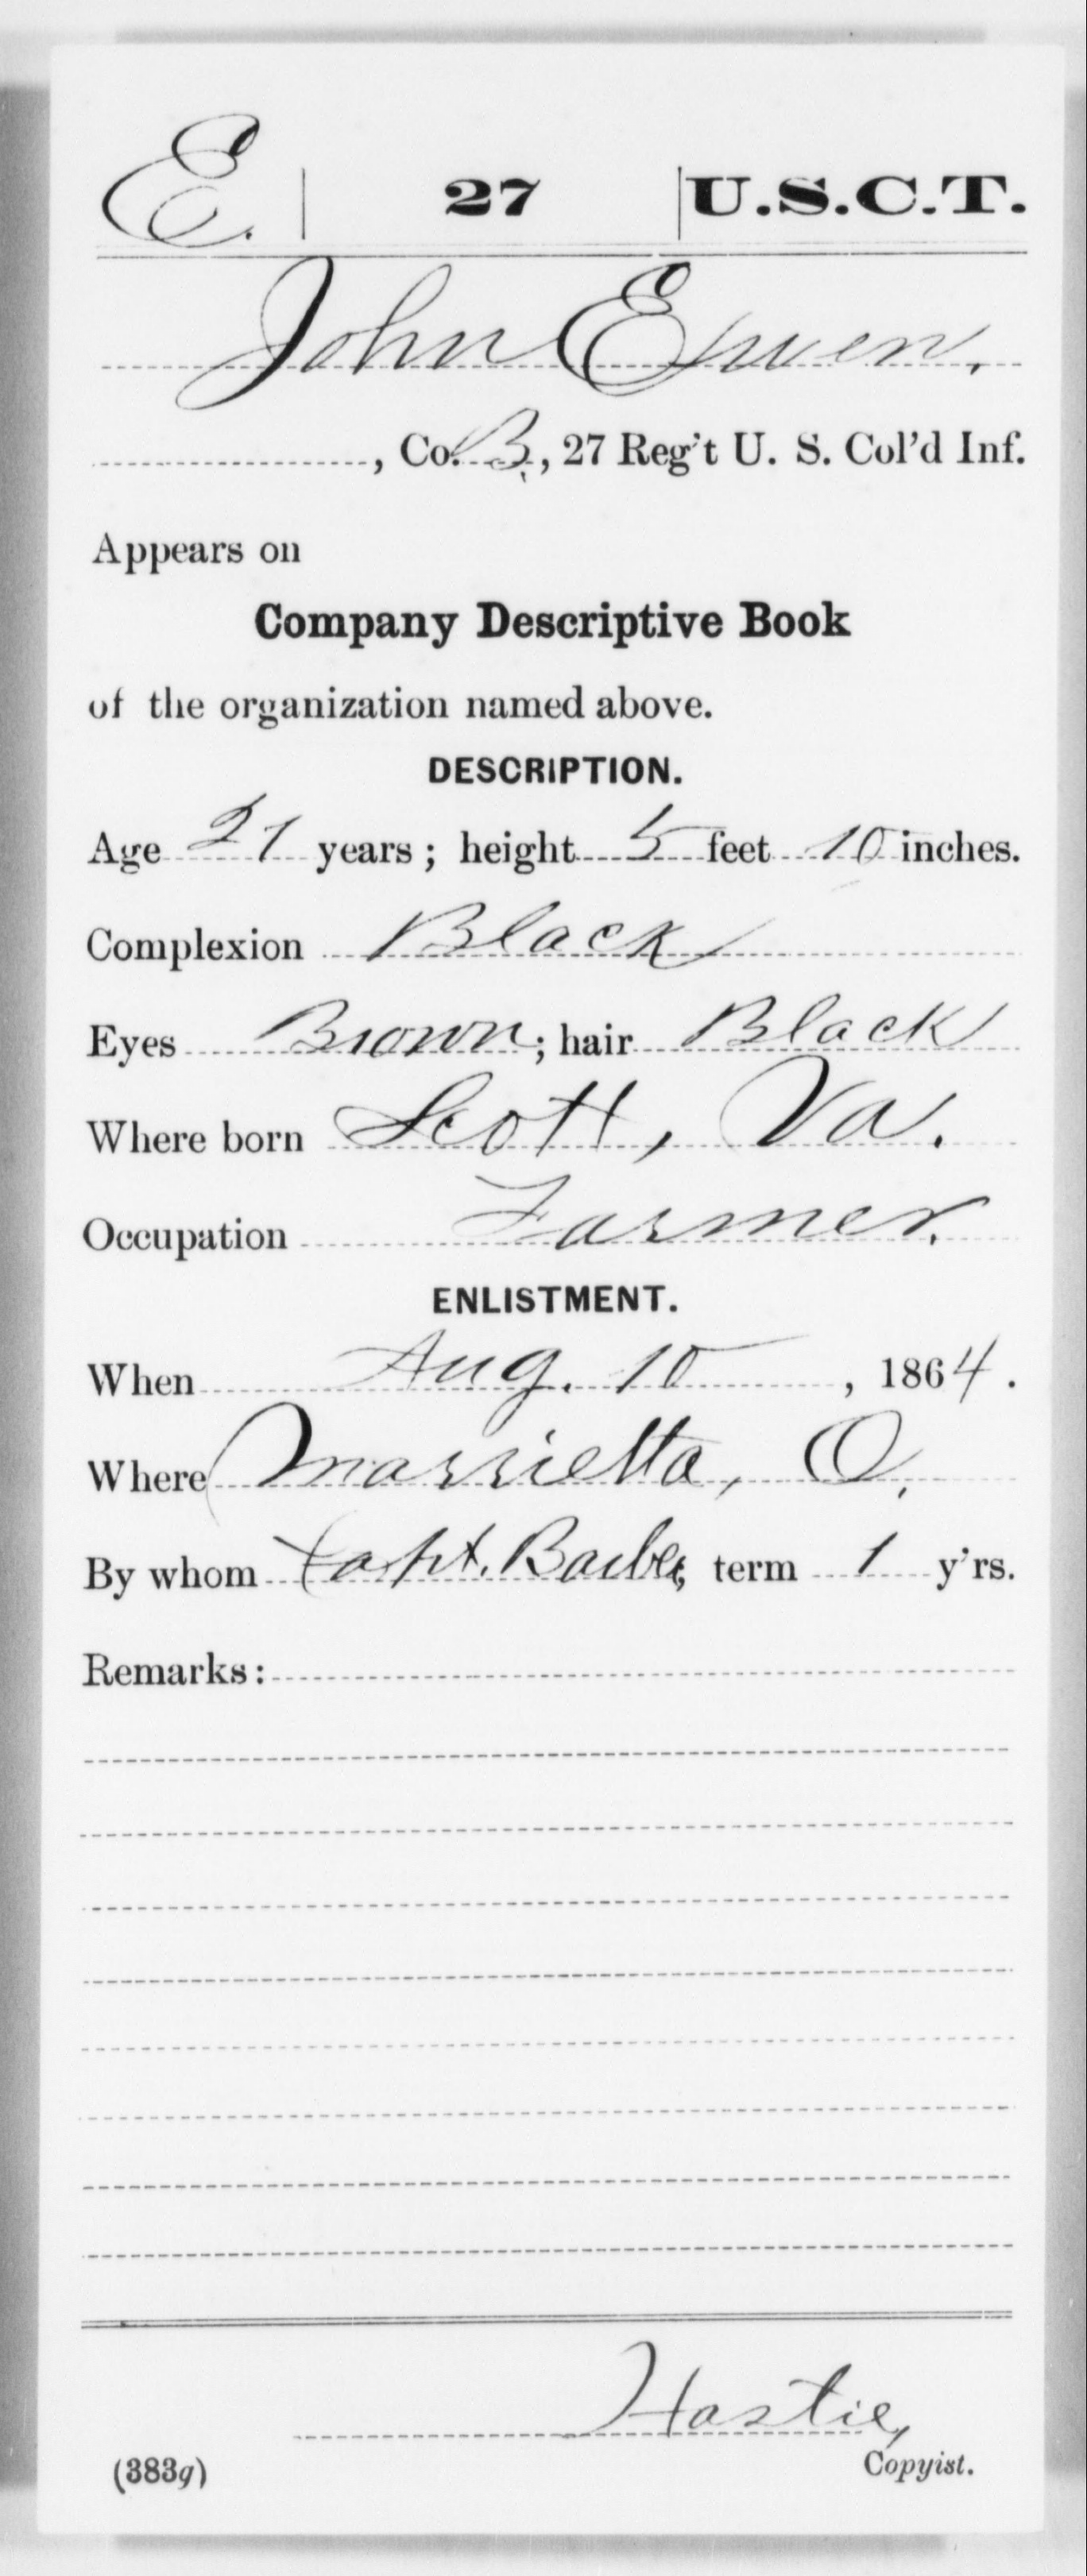 E. | 27 | U.S.C.T.
John Ewen.
, Co. B, 27 Reg't U. S. Col'd Inf.
Appears on
Company Descriptive Book
of the organization named above.
DESCRIPTION.
Age 21 years; height 5 feet 10 inches.
Complexion Black
Eyes Brown; hair Black
Where born Scott, Va.
Occupation Farmer.
ENLISTMENT.
When Aug. 10, 1864.
Where Marrietta, O.
By whom Capt. Barber, term 1 y'rs.
Remarks:
Hastie,
(383g) Copyist.